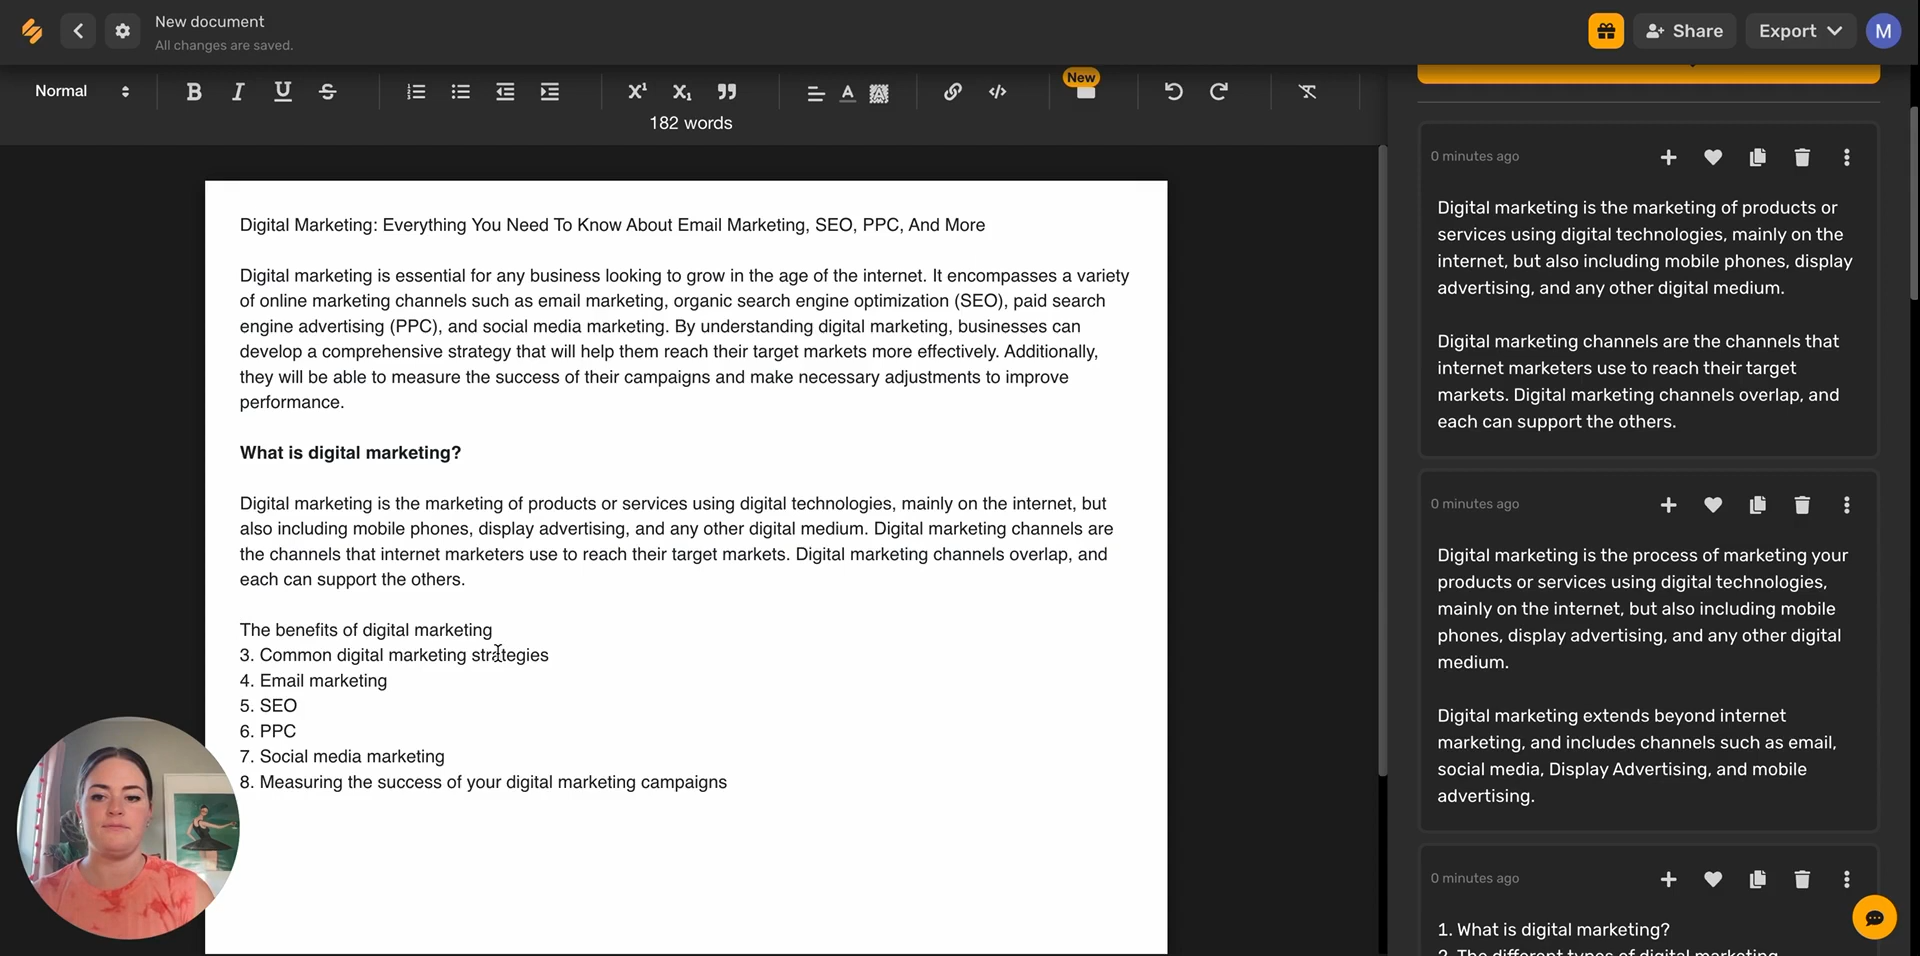 New document
All changes are saved.
Share
Export
M
Normal
B
I
U
S
X¹
X₁
A
New
182 words
Digital Marketing: Everything You Need To Know About Email Marketing, SEO, PPC, And More
Digital marketing is essential for any business looking to grow in the age of the internet. It encompasses a variety
of online marketing channels such as email marketing, organic search engine optimization (SEO), paid search
engine advertising (PPC), and social media marketing. By understanding digital marketing, businesses can
develop a comprehensive strategy that will help them reach their target markets more effectively. Additionally,
they will be able to measure the success of their campaigns and make necessary adjustments to improve
performance.
What is digital marketing?
Digital marketing is the marketing of products or services using digital technologies, mainly on the internet, but
also including mobile phones, display advertising, and any other digital medium. Digital marketing channels are
the channels that internet marketers use to reach their target markets. Digital marketing channels overlap, and
each can support the others.
The benefits of digital marketing
3. Common digital marketing strategies
4. Email marketing
5. SEO
6. PPC
7. Social media marketing
8. Measuring the success of your digital marketing campaigns
0 minutes ago
Digital marketing is the marketing of products or
services using digital technologies, mainly on the
internet, but also including mobile phones, display
advertising, and any other digital medium.
Digital marketing channels are the channels that
internet marketers use to reach their target
markets. Digital marketing channels overlap, and
each can support the others.
0 minutes ago
Digital marketing is the process of marketing your
products or services using digital technologies,
mainly on the internet, but also including mobile
phones, display advertising, and any other digital
medium.
Digital marketing extends beyond internet
marketing, and includes channels such as email,
social media, Display Advertising, and mobile
advertising.
0 minutes ago
1. What is digital marketing?
2. The different types of digital marketing